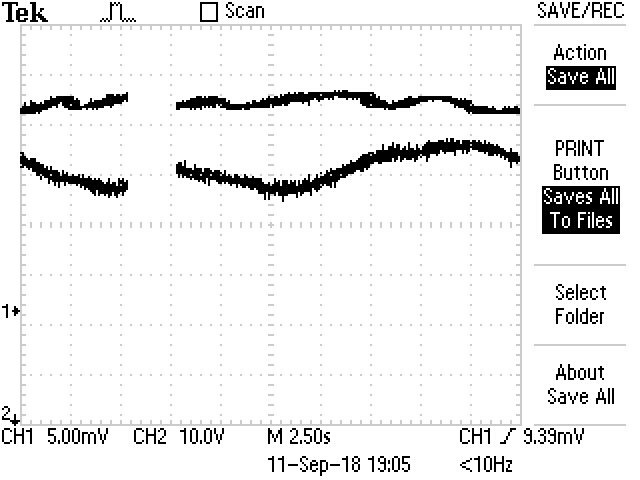 Tek
Scan
SAVE/REC
Action
Save All
PRINT
Button
Saves All
To Files
Select
Folder
About
Save All
1
2
CH1 5.00mV CH2 10.0V M 2.50s CH1 9.39mV
11-Sep-18 19:05 <10Hz